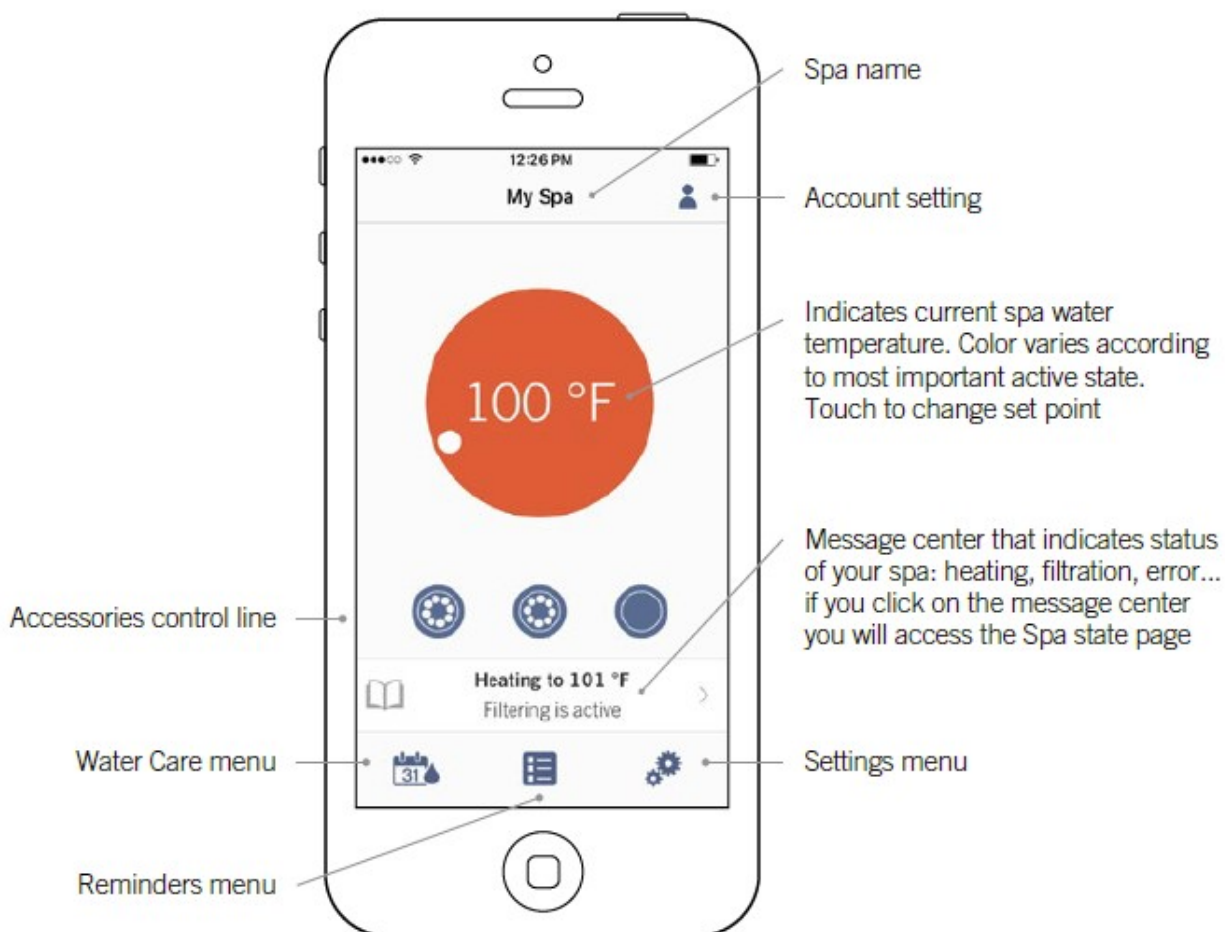 Spa name
12:26 PM
My Spa
Account setting
100 °F
Indicates current spa water
temperature. Color varies according
to most important active state.
Touch to change set point
Message center that indicates status
of your spa: heating, filtration, error...
if you click on the message center
you will access the Spa state page
Accessories control line
Heating to 101 °F
Filtering is active
Water Care menu
31
Settings menu
Reminders menu